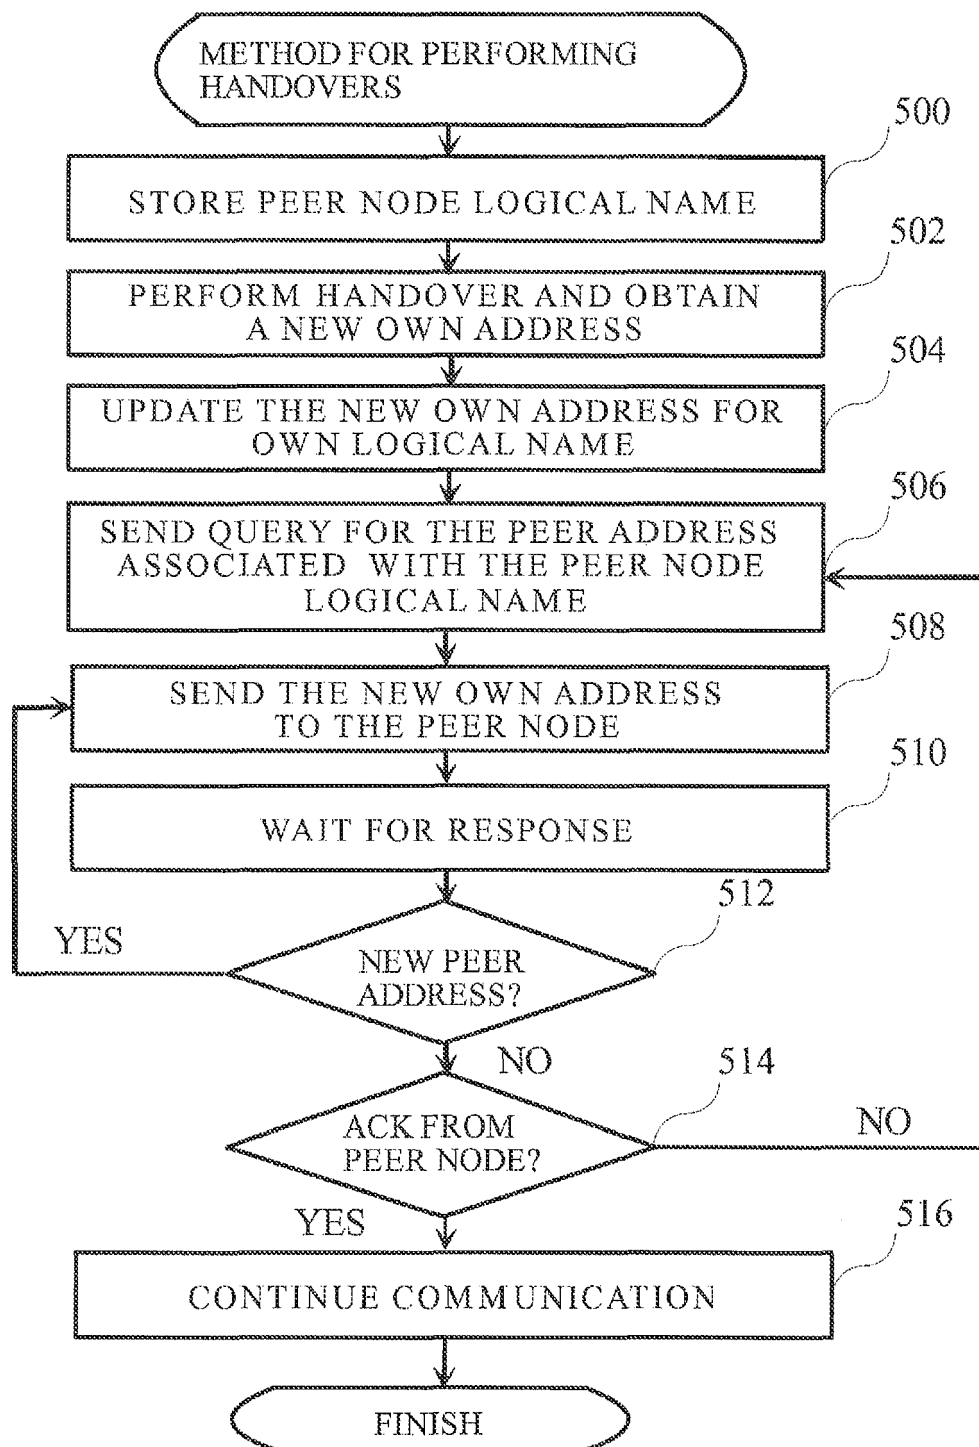 METHOD FOR PERFORMING
HANDOVERS
500
STORE PEER NODE LOGICAL NAME
502
PERFORM HANDOVER AND OBTAIN
A NEW OWN ADDRESS
504
UPDATE THE NEW OWN ADDRESS FOR
OWN LOGICAL NAME
506
SEND QUERY FOR THE PEER ADDRESS
ASSOCIATED WITH THE PEER NODE
LOGICAL NAME
508
SEND THE NEW OWN ADDRESS
TO THE PEER NODE
510
WAIT FOR RESPONSE
512
YES
NEW PEER
ADDRESS?
NO
514
ACK FROM
PEER NODE?
NO
YES
516
CONTINUE COMMUNICATION
FINISH